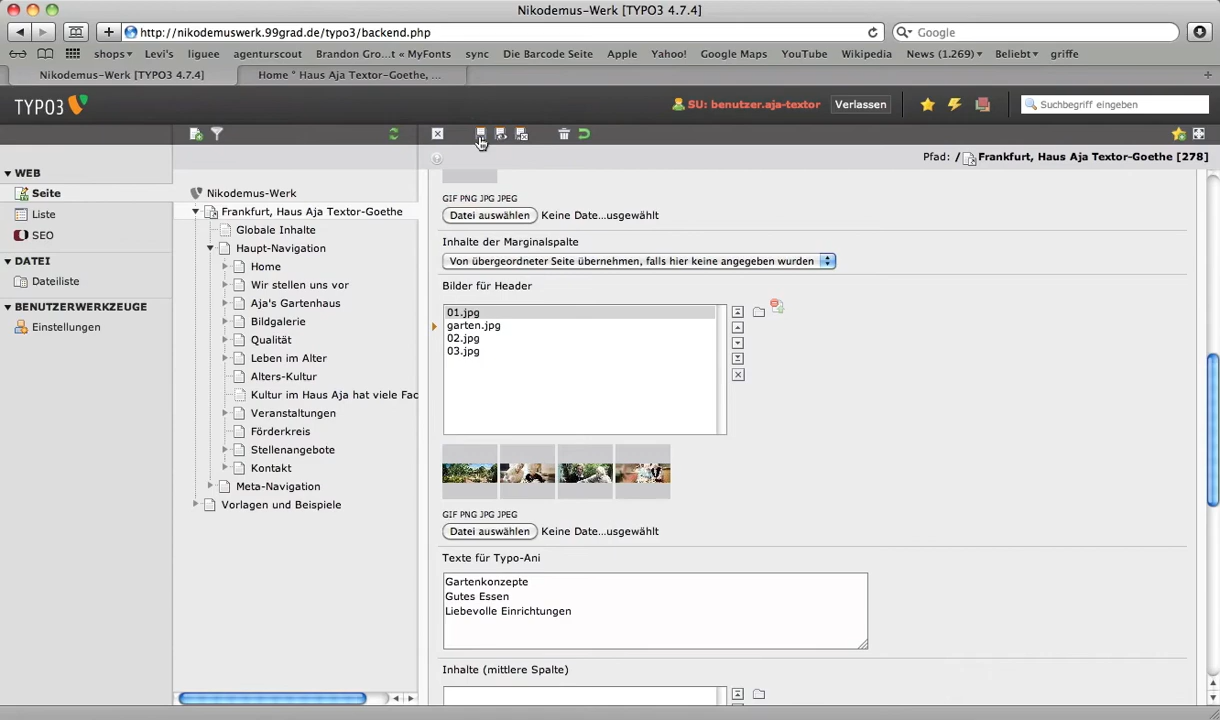 Nikodemus-Werk [TYPO3 4.7.4]
http://nikodemuswerk.99grad.de/typo3/backend.php
Google
shops Levi's liguee agenturscout Brandon Gro...t « MyFonts sync Die Barcode Seite Apple Yahoo! Google Maps YouTube Wikipedia News (1.269) Beliebt griffe
Nikodemus-Werk [TYPO3 4.7.4]
Home ° Haus Aja Textor-Goethe, ...
TYPO3
SU: benutzer.aja-textor
Verlassen
Suchbegriff eingeben
Pfad: / Frankfurt, Haus Aja Textor-Goethe [278]
WEB
Seite
Liste
SEO
DATEI
Dateiliste
BENUTZERWERKZEUGE
Einstellungen
Nikodemus-Werk
Frankfurt, Haus Aja Textor-Goethe
Globale Inhalte
Haupt-Navigation
Home
Wir stellen uns vor
Aja's Gartenhaus
Bildgalerie
Qualität
Leben im Alter
Alters-Kultur
Kultur im Haus Aja hat viele Fac
Veranstaltungen
Förderkreis
Stellenangebote
Kontakt
Meta-Navigation
Vorlagen und Beispiele
GIF PNG JPG JPEG
Datei auswählen Keine Date...usgewählt
Inhalte der Marginalspalte
Von übergeordneter Seite übernehmen, falls hier keine angegeben wurden
Bilder für Header
01.jpg
garten.jpg
02.jpg
03.jpg
GIF PNG JPG JPEG
Datei auswählen Keine Date...usgewählt
Texte für Typo-Ani
Gartenkonzepte
Gutes Essen
Liebevolle Einrichtungen
Inhalte (mittlere Spalte)